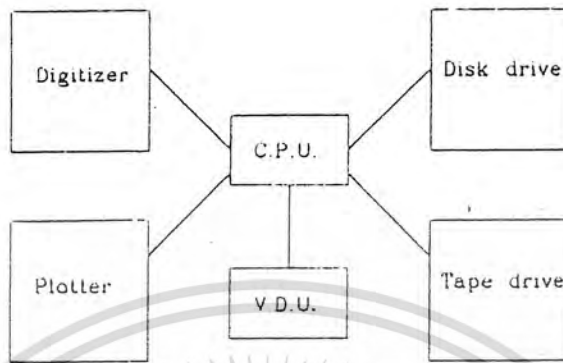 Digitizer
Disk drive
C.P.U.
Plotter
V.D.U.
Tape drive